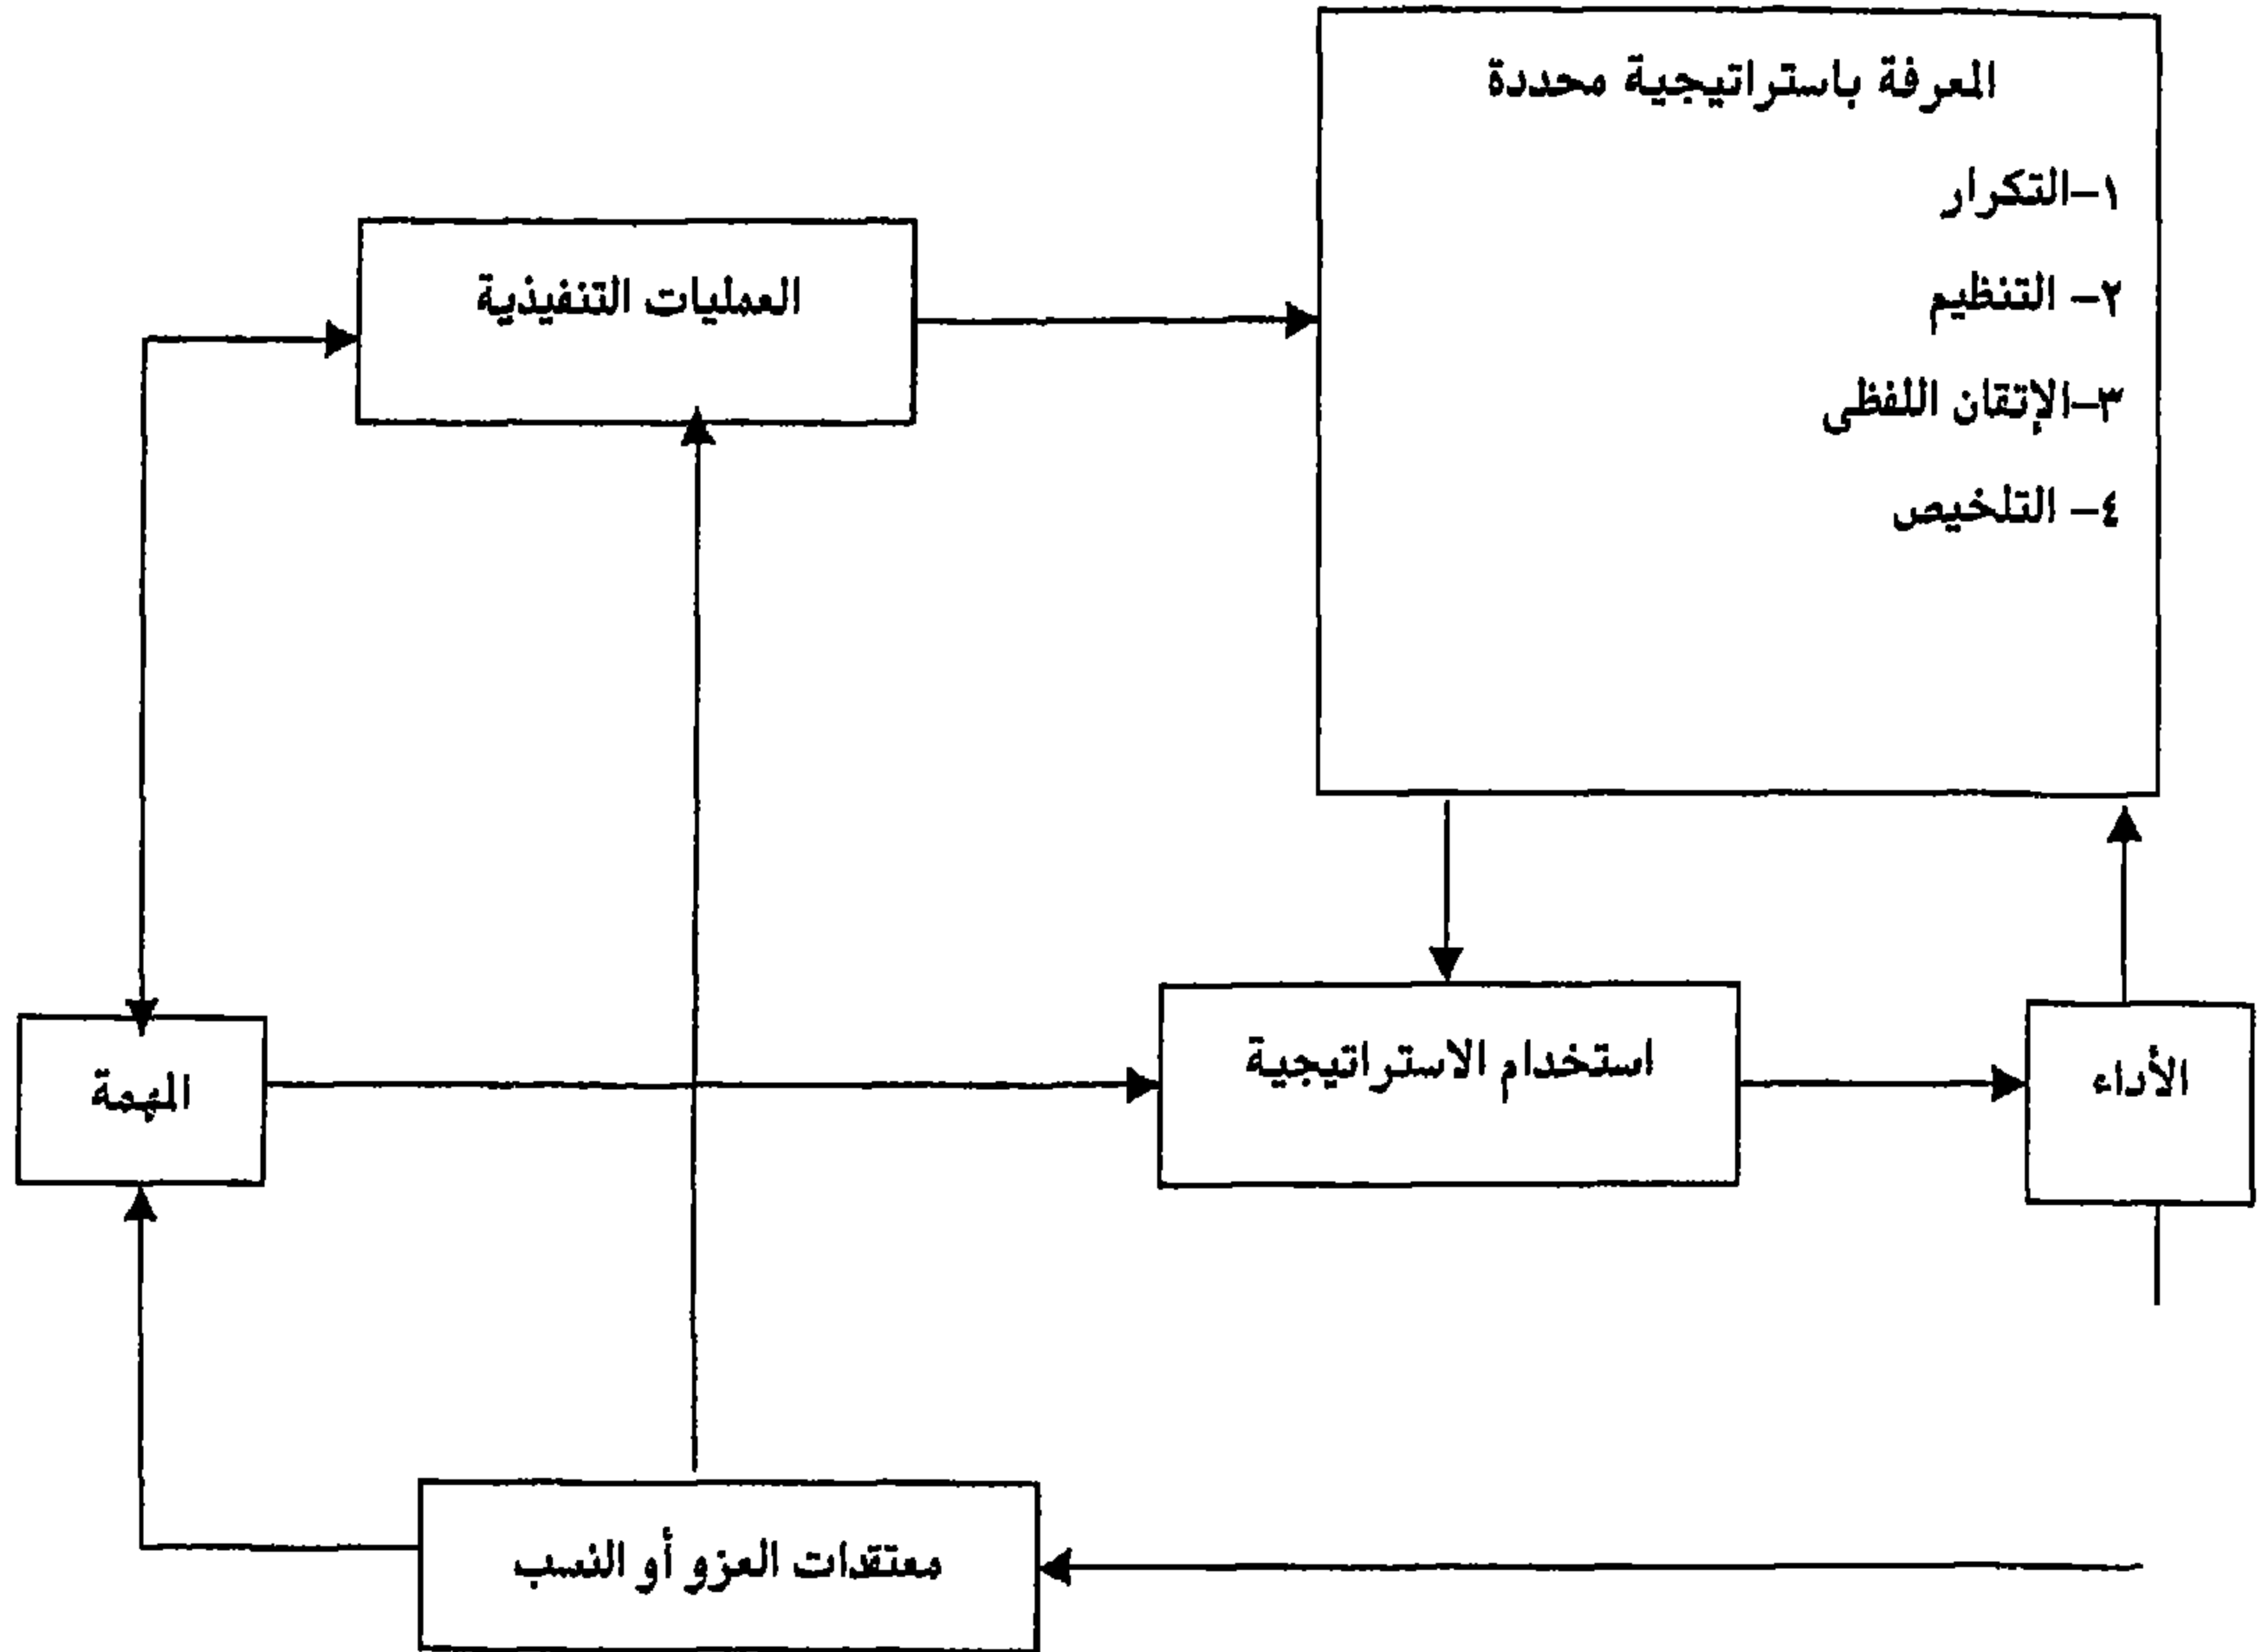 المعرفة باستراتيجية محددة
١-التكرار
٢- التنظيم
٣-الإتقان اللفظى
٤- التلخيص
العمليات التنفيذية
استخدام الاستراتيجية
الأداء
المهمة
معتقدات العزو أو النسب